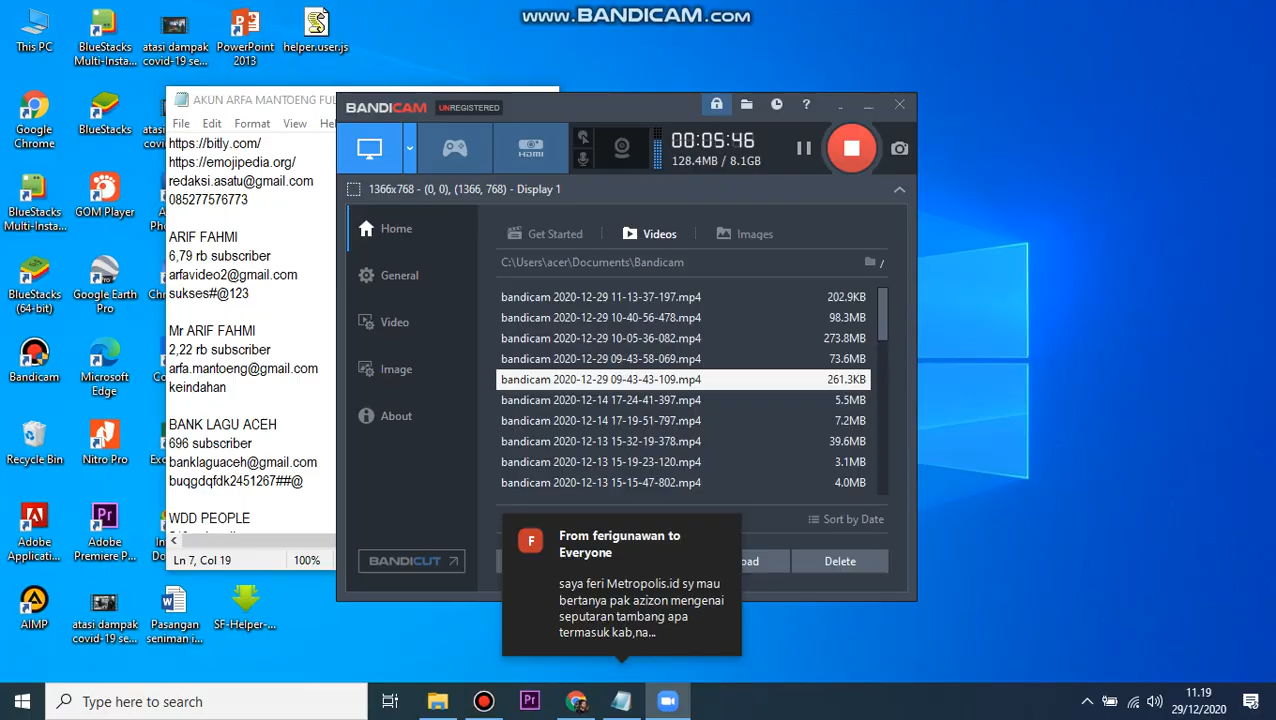 www.BANDICAM.com
This PC
BlueStacks
Multi-Insta...
atasi dampak
covid-19 se...
PowerPoint
2013
helper.user.js
Google
Chrome
BlueStacks
BlueStacks
Multi-Insta...
GOM Player
BlueStacks
(64-bit)
Google Earth
Pro
Bandicam
Microsoft
Edge
Recycle Bin
Nitro Pro
Adobe
Applicati...
Adobe
Premiere P...
AIMP
atasi dampak
covid-19 se...
Pasangan
seniman i...
SF-Helper-...
AKUN ARFA MANTOENG FUL
File Edit Format View Hel
https://bitly.com/
https://emojipedia.org/
redaksi.asatu@gmail.com
085277576773
ARIF FAHMI
6,79 rb subscriber
arfavideo2@gmail.com
sukses#@123
Mr ARIF FAHMI
2,22 rb subscriber
arfa.mantoeng@gmail.com
keindahan
BANK LAGU ACEH
696 subscriber
banklaguaceh@gmail.com
buqgdqfdk2451267##@
WDD PEOPLE
Ln 7, Col 19 100%
BANDICAM UNREGISTERED
HDMI
00:05:46
128.4MB / 8.1GB
1366x768 - (0, 0), (1366, 768) - Display 1
Home
General
Video
Image
About
BANDICUT
Get Started Videos Images
C:\Users\acer\Documents\Bandicam
bandicam 2020-12-29 11-13-37-197.mp4 202.9KB
bandicam 2020-12-29 10-40-56-478.mp4 98.3MB
bandicam 2020-12-29 10-05-36-082.mp4 273.8MB
bandicam 2020-12-29 09-43-58-069.mp4 73.6MB
bandicam 2020-12-29 09-43-43-109.mp4 261.3KB
bandicam 2020-12-14 17-24-41-397.mp4 5.5MB
bandicam 2020-12-14 17-19-51-797.mp4 7.2MB
bandicam 2020-12-13 15-32-19-378.mp4 39.6MB
bandicam 2020-12-13 15-19-23-120.mp4 3.1MB
bandicam 2020-12-13 15-15-47-802.mp4 4.0MB
Sort by Date
oad Delete
F
From ferigunawan to
Everyone
saya feri Metropolis.id sy mau
bertanya pak azizon mengenai
seputaran tambang apa
termasuk kab,na...
Type here to search
11.19
29/12/2020